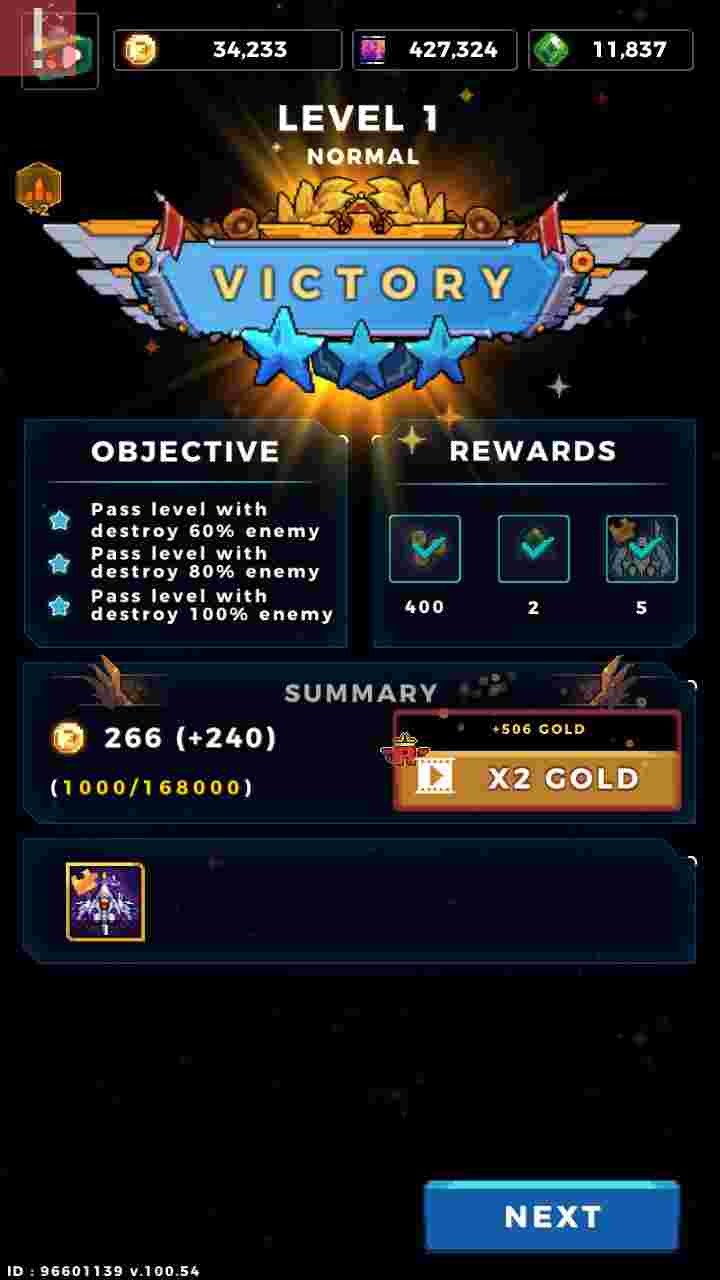 34,233
427,324
11,837
LEVEL 1
NORMAL
+2
VICTORY
OBJECTIVE
Pass level with
destroy 60% enemy
Pass level with
destroy 80% enemy
Pass level with
destroy 100% enemy
REWARDS
400
2
5
SUMMARY
266 (+240)
(1000/168000)
+506 GOLD
X2 GOLD
1
NEXT
ID : 96601139 v.100.54